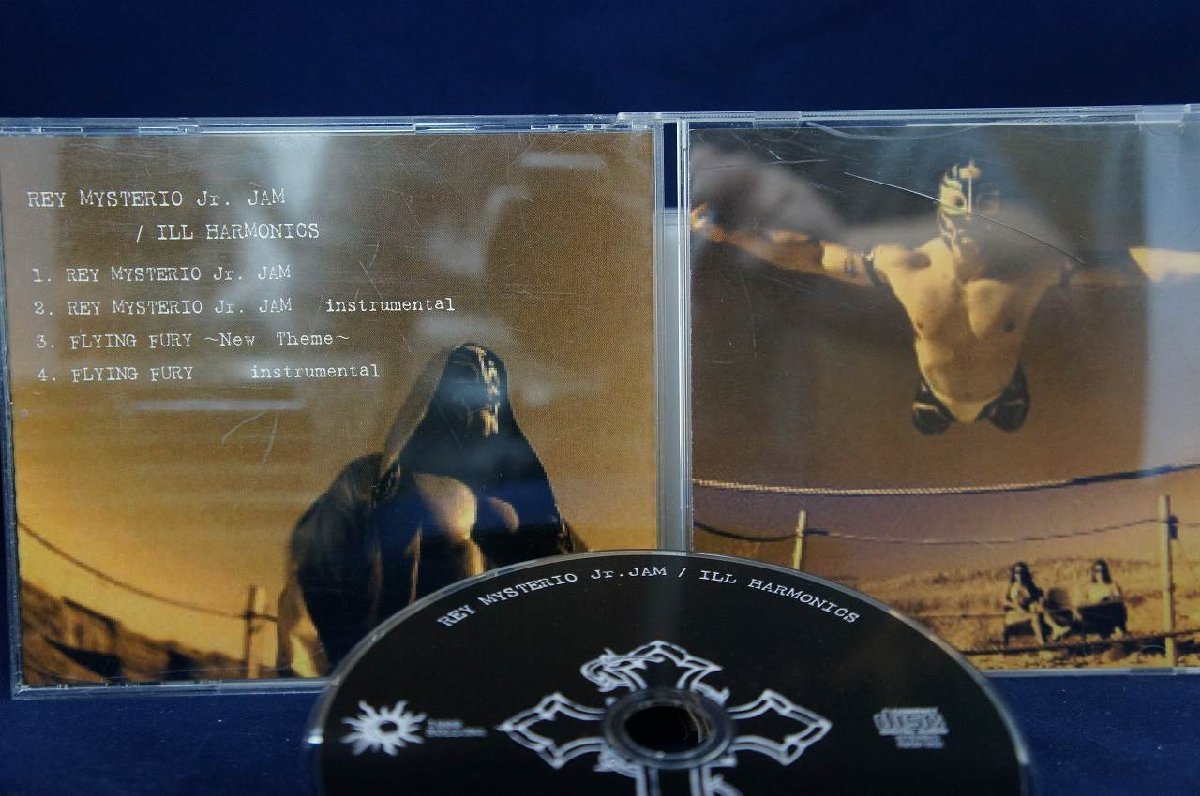 REY MYSTERIO Jr. JAM
/ ILL HARMONICS
1. REY MYSTERIO Jr. JAM
2. REY MYSTERIO Jr. JAM instrumental
3. FLYING FURY ~New Theme~
4. FLYING FURY instrumental
REY MYSTERIO Jr.JAM / ILL HARMONICS